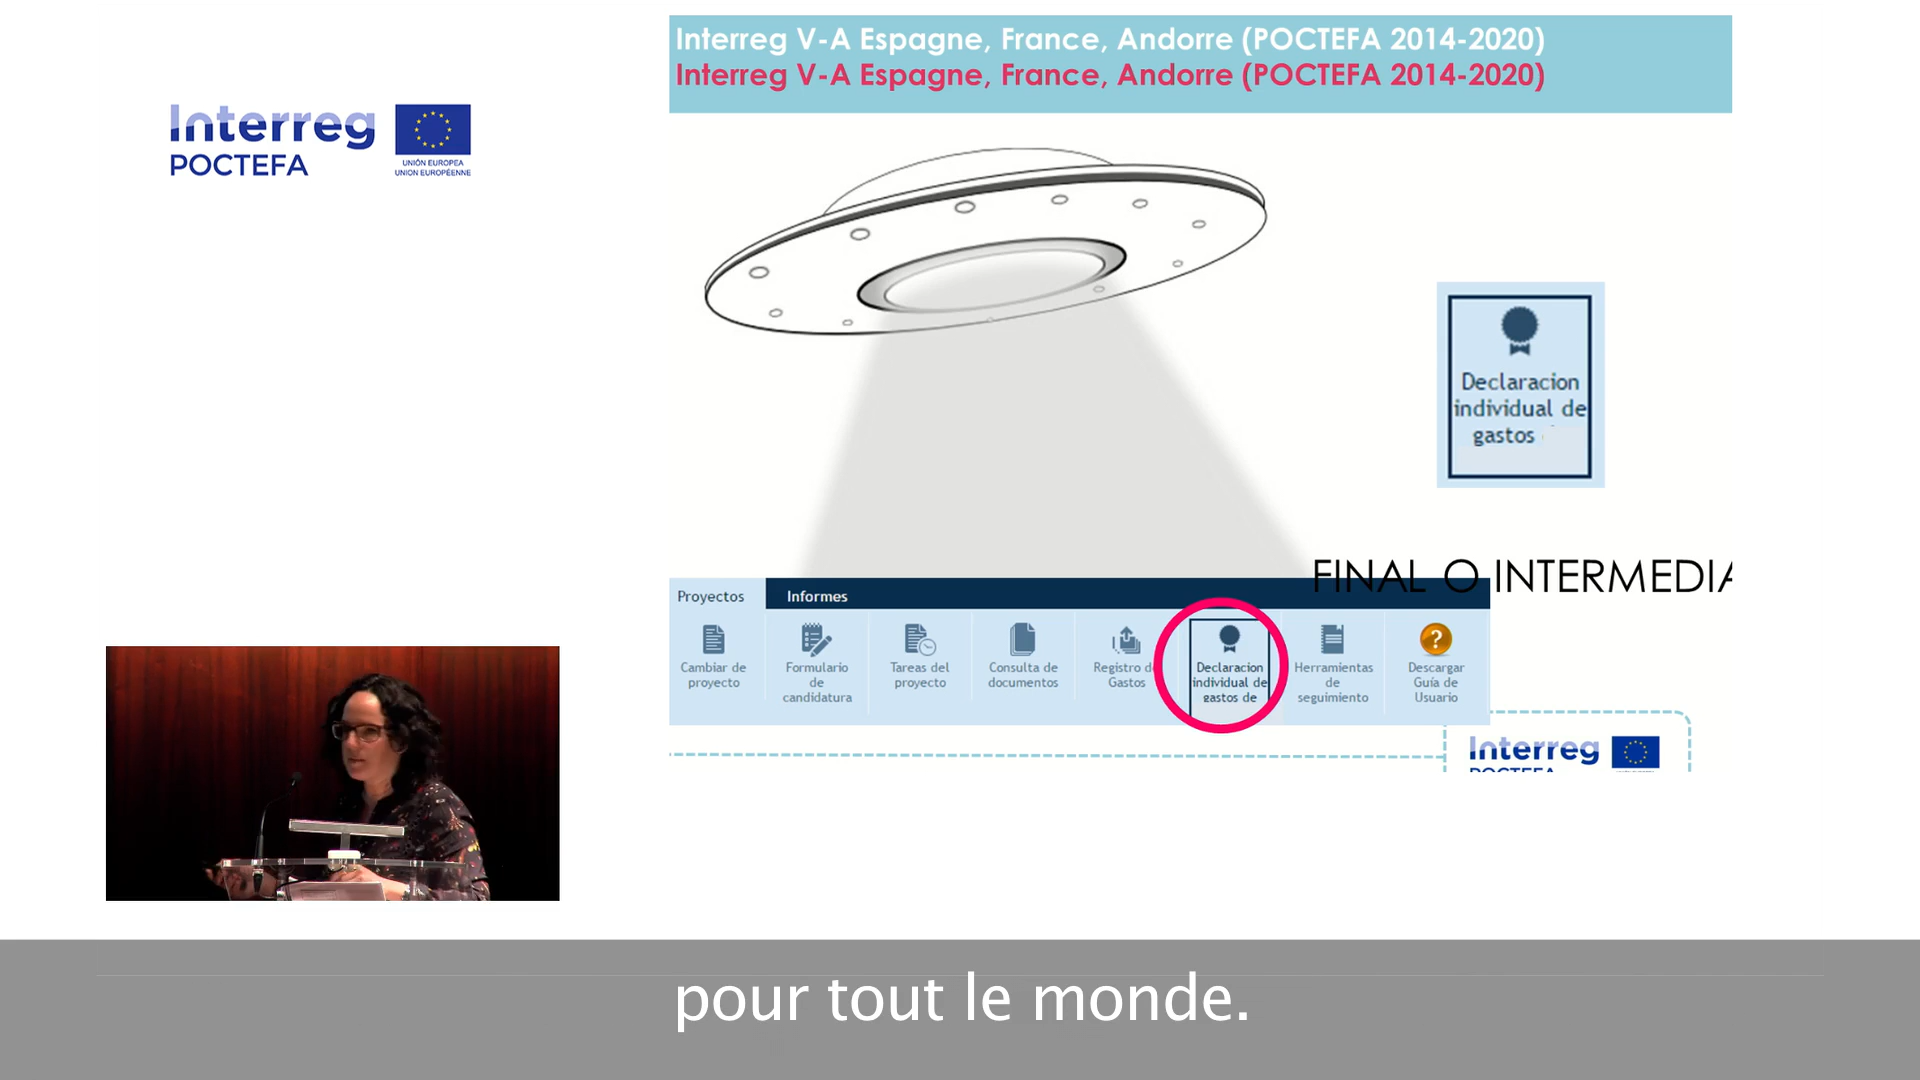 Interreg V-A Espagne, France, Andorre (POCTEFA 2014-2020)
Interreg V-A Espagne, France, Andorre (POCTEFA 2014-2020)
Interreg
POCTEFA
UNIÓN EUROPEA
UNION EUROPÉENNE
Declaracion
individual de
gastos
FINAL O INTERMEDIA
Proyectos
Informes
Cambiar de
proyecto
Formulario
de
candidatura
Tareas del
proyecto
Consulta de
documentos
Registro de
Gastos
Declaracion
individual de
gastos de
Herramientas
de
seguimiento
Descargar
Guía de
Usuario
?
Interreg
POCTEFA
pour tout le monde.